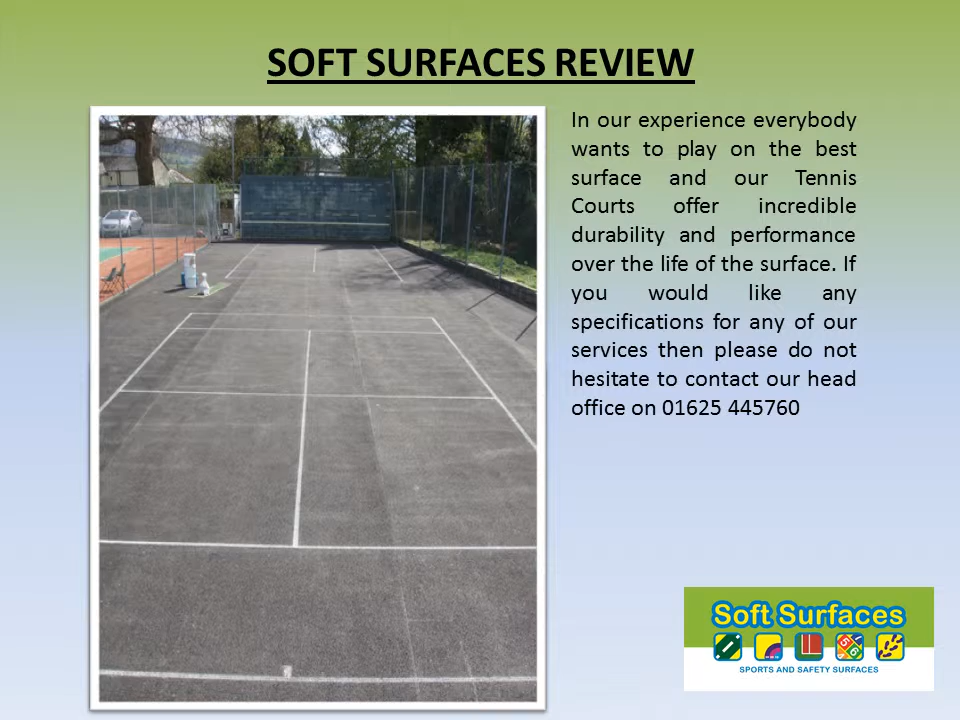 SOFT SURFACES REVIEW
In our experience everybody
wants to play on the best
surface and our Tennis
Courts offer incredible
durability and performance
over the life of the surface. If
you would like any
specifications for any of our
services then please do not
hesitate to contact our head
office on 01625 445760
Soft Surfaces
SPORTS AND SAFETY SURFACES